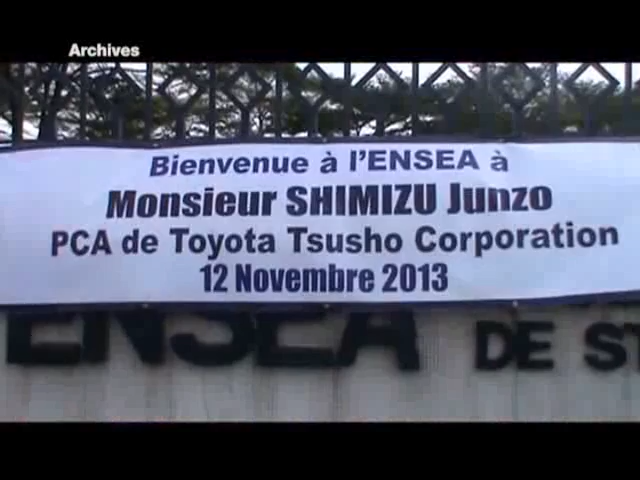 Archives
Bienvenue à l'ENSEA à
Monsieur SHIMIZU Junzo
PCA de Toyota Tsusho Corporation
12 Novembre 2013
ENSEA DE ST